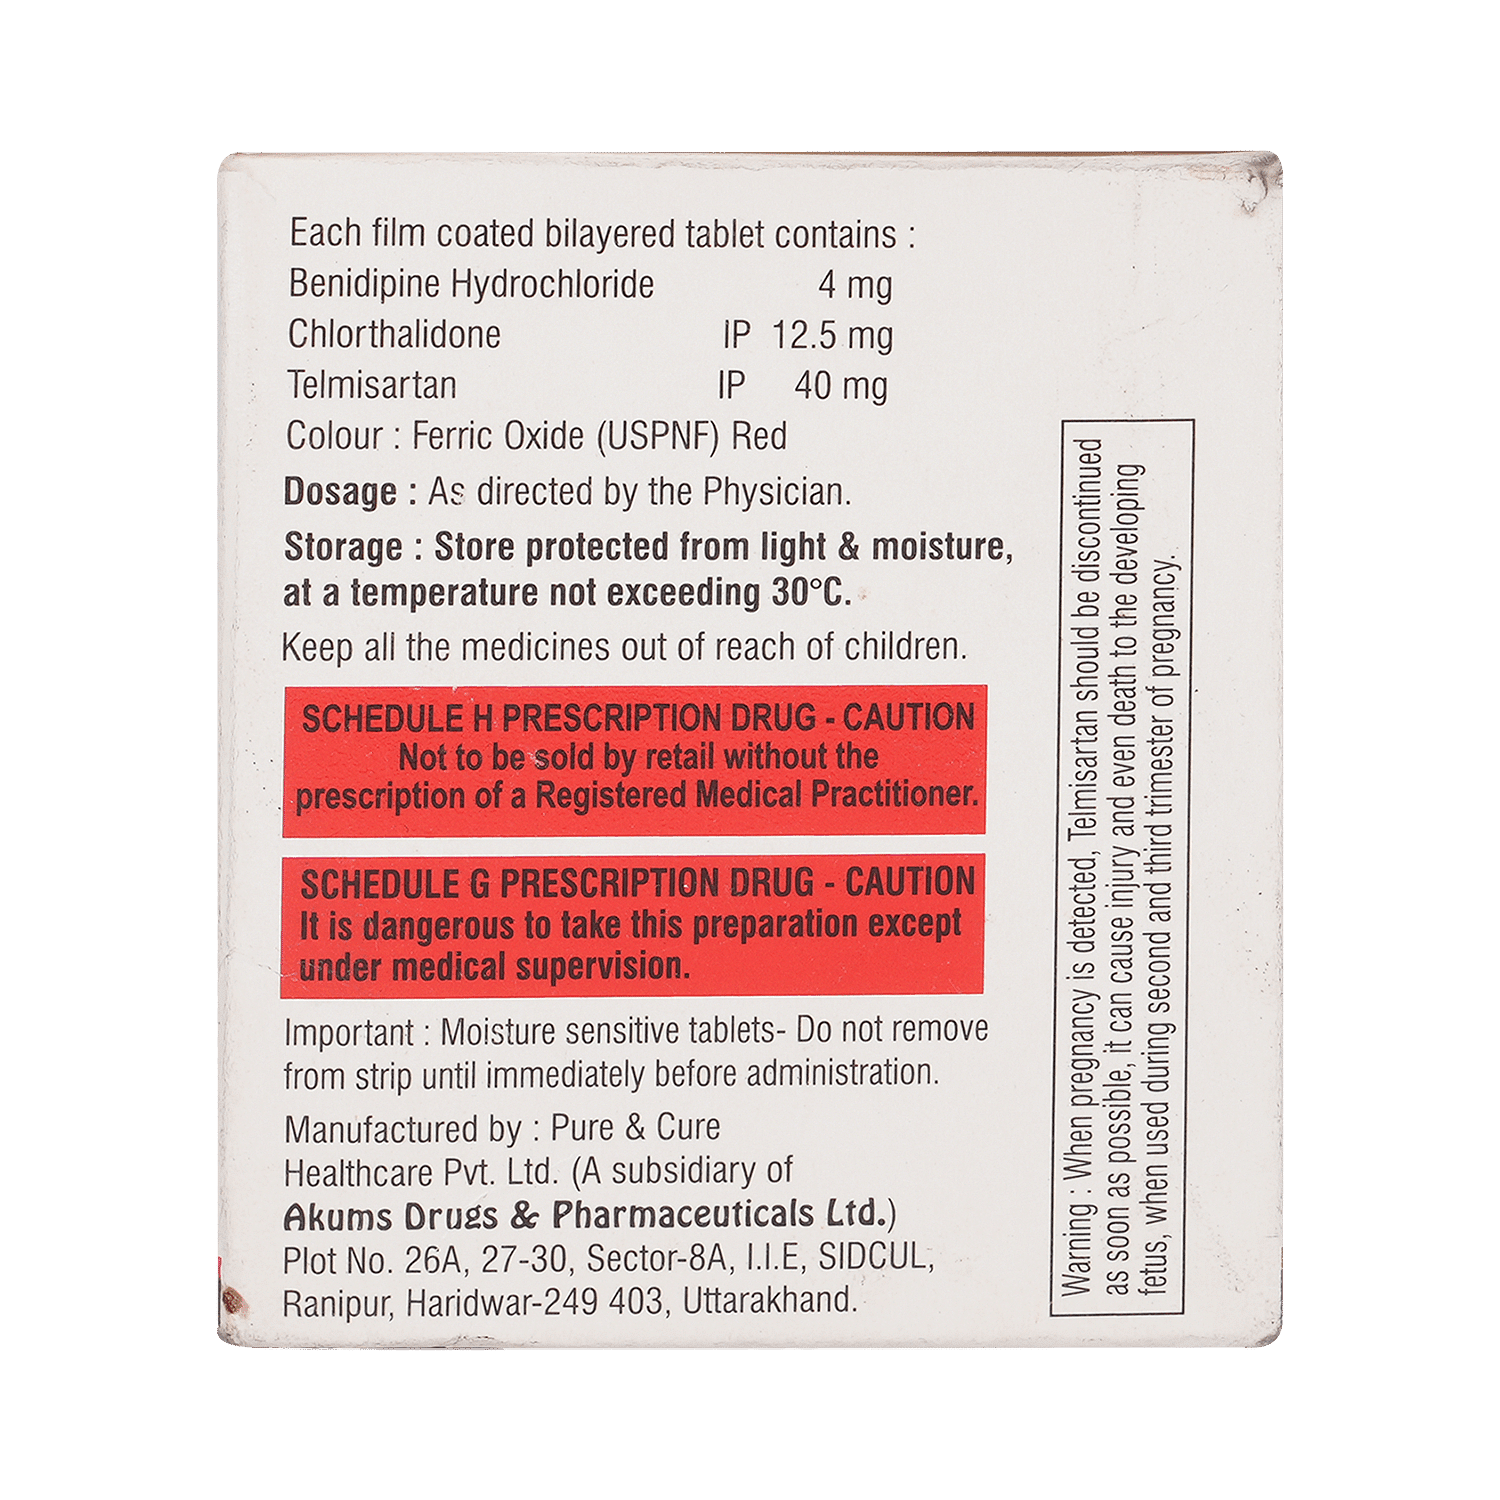 Each film coated bilayered tablet contains :
Benidipine Hydrochloride 4 mg
Chlorthalidone IP 12.5 mg
Telmisartan IP 40 mg
Colour : Ferric Oxide (USPNF) Red
Dosage : As directed by the Physician.
Storage : Store protected from light & moisture,
at a temperature not exceeding 30°C.
Keep all the medicines out of reach of children.
SCHEDULE H PRESCRIPTION DRUG - CAUTION
Not to be sold by retail without the
prescription of a Registered Medical Practitioner.
SCHEDULE G PRESCRIPTION DRUG - CAUTION
It is dangerous to take this preparation except
under medical supervision.
Important : Moisture sensitive tablets- Do not remove
from strip until immediately before administration.
Manufactured by : Pure & Cure
Healthcare Pvt. Ltd. (A subsidiary of
Akums Drugs & Pharmaceuticals Ltd.)
Plot No. 26A, 27-30, Sector-8A, I.I.E, SIDCUL,
Ranipur, Haridwar-249 403, Uttarakhand.
Warning : When pregnancy is detected, Telmisartan should be discontinued
as soon as possible, it can cause injury and even death to the developing
fetus, when used during second and third trimester of pregnancy.